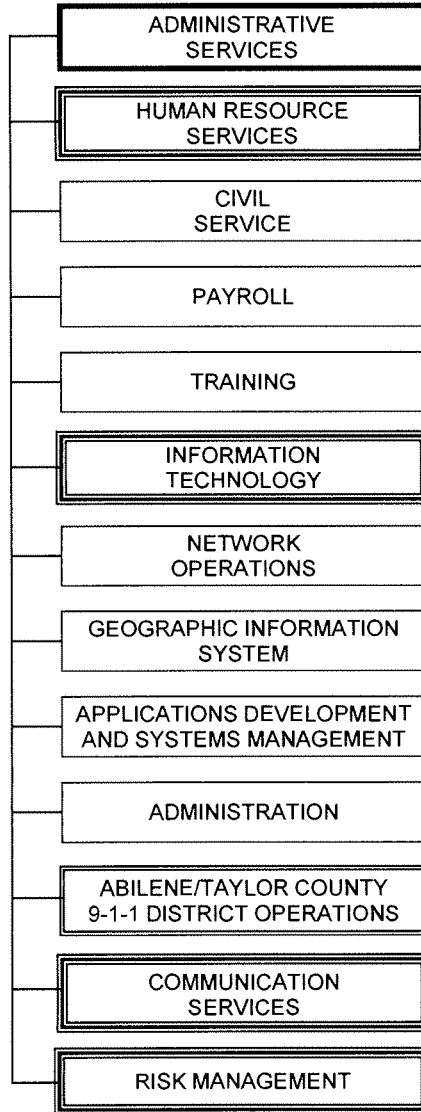 ADMINISTRATIVE
SERVICES
HUMAN RESOURCE
SERVICES
CIVIL
SERVICE
PAYROLL
TRAINING
INFORMATION
TECHNOLOGY
NETWORK
OPERATIONS
GEOGRAPHIC INFORMATION
SYSTEM
APPLICATIONS DEVELOPMENT
AND SYSTEMS MANAGEMENT
ADMINISTRATION
ABILENE/TAYLOR COUNTY
9-1-1 DISTRICT OPERATIONS
COMMUNICATION
SERVICES
RISK MANAGEMENT